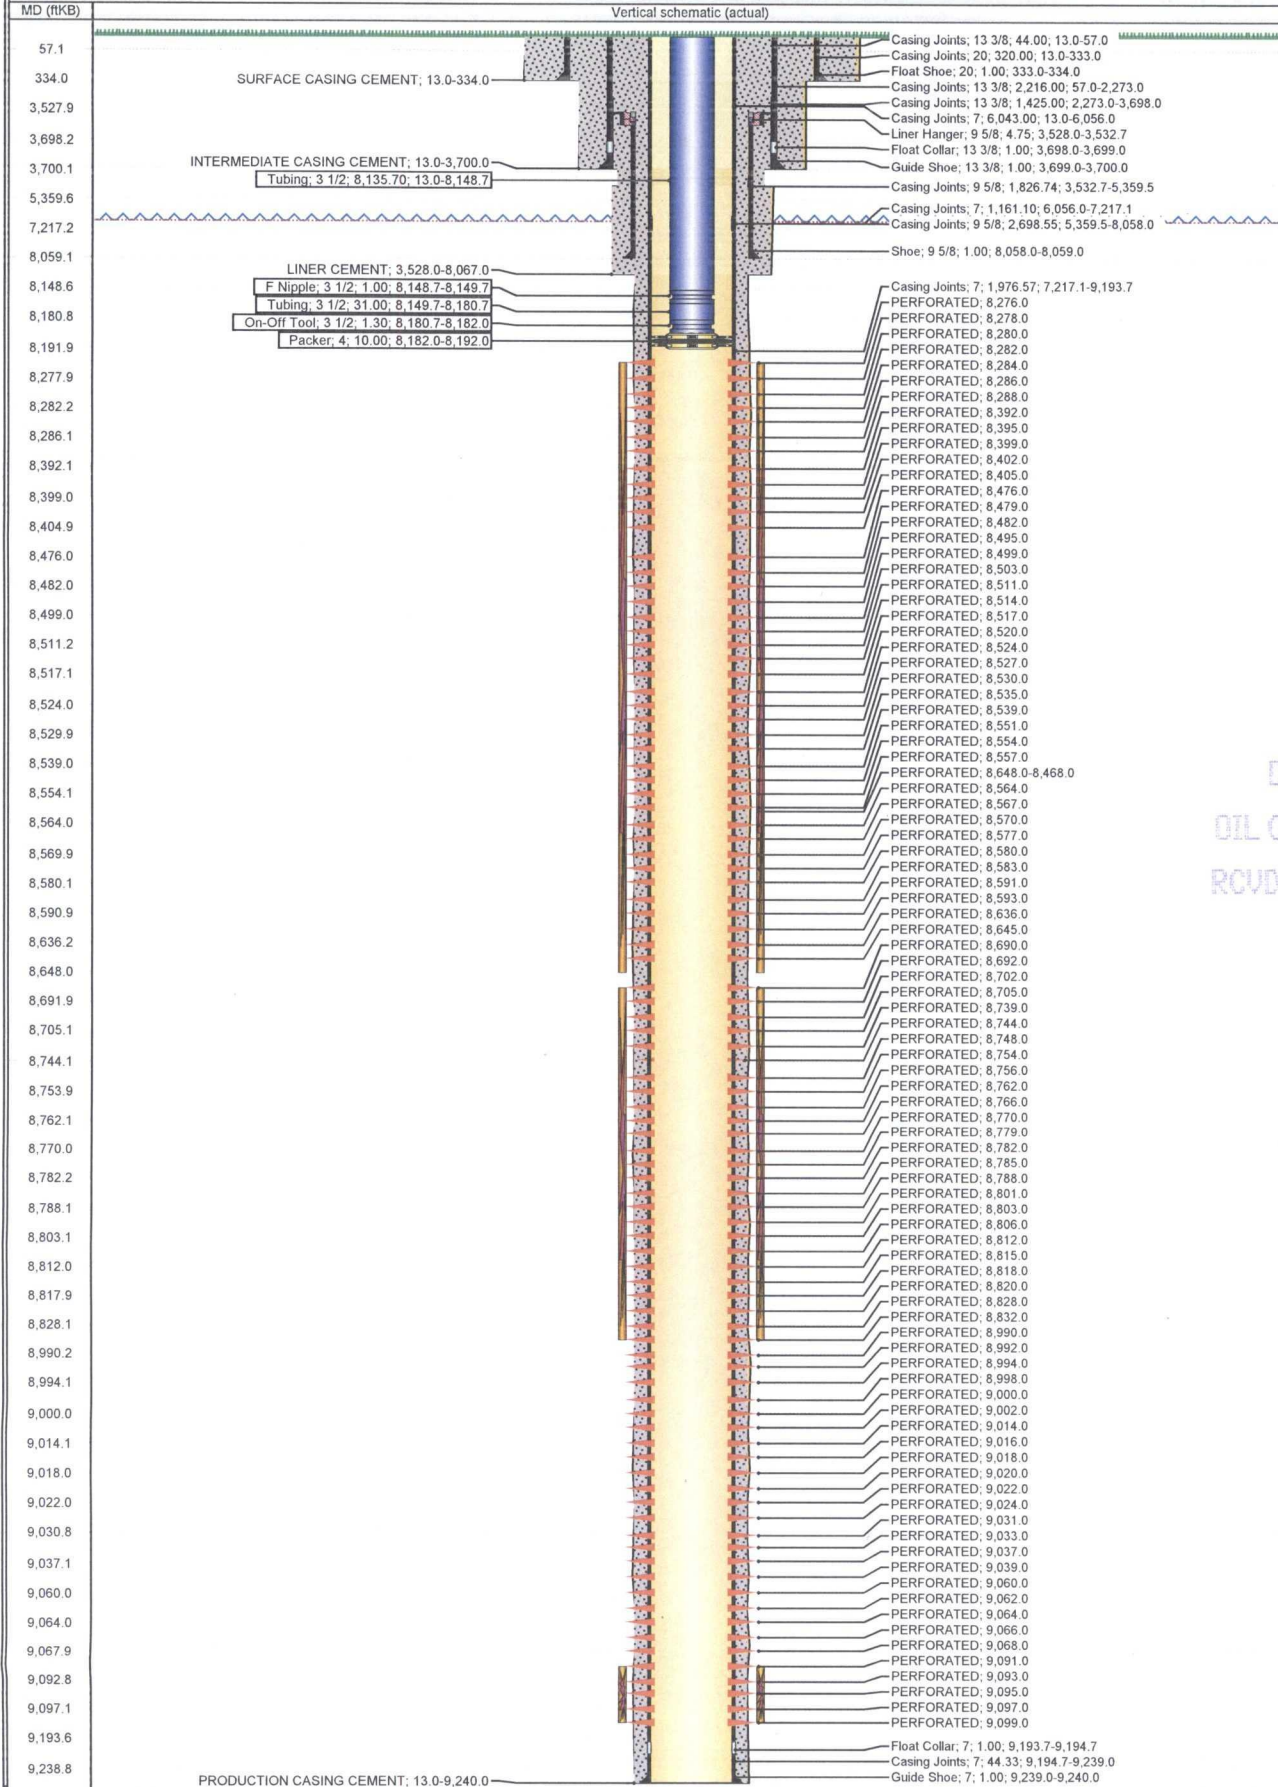 MD (ftKB)
Vertical schematic (actual)
57.1
334.0
3,527.9
3,698.2
3,700.1
5,359.6
7,217.2
8,059.1
8,148.6
8,180.8
8,191.9
8,277.9
8,282.2
8,286.1
8,392.1
8,399.0
8,404.9
8,476.0
8,482.0
8,499.0
8,511.2
8,517.1
8,524.0
8,529.9
8,539.0
8,554.1
8,564.0
8,569.9
8,580.1
8,590.9
8,636.2
8,648.0
8,691.9
8,705.1
8,744.1
8,753.9
8,762.1
8,770.0
8,782.2
8,788.1
8,803.1
8,812.0
8,817.9
8,828.1
8,990.2
8,994.1
9,000.0
9,014.1
9,018.0
9,022.0
9,030.8
9,037.1
9,060.0
9,064.0
9,067.9
9,092.8
9,097.1
9,193.6
9,238.8
SURFACE CASING CEMENT; 13.0-334.0
INTERMEDIATE CASING CEMENT; 13.0-3,700.0
Tubing; 3 1/2; 8,135.70; 13.0-8,148.7
LINER CEMENT; 3,528.0-8,067.0
F Nipple; 3 1/2; 1.00; 8,148.7-8,149.7
Tubing; 3 1/2; 31.00; 8,149.7-8,180.7
On-Off Tool; 3 1/2; 1.30; 8,180.7-8,182.0
Packer; 4; 10.00; 8,182.0-8,192.0
PRODUCTION CASING CEMENT; 13.0-9,240.0
Casing Joints; 13 3/8; 44.00; 13.0-57.0
Casing Joints; 20; 320.00; 13.0-333.0
Float Shoe; 20; 1.00; 333.0-334.0
Casing Joints; 13 3/8; 2,216.00; 57.0-2,273.0
Casing Joints; 13 3/8; 1,425.00; 2,273.0-3,698.0
Casing Joints; 7; 6,043.00; 13.0-6,056.0
Liner Hanger; 9 5/8; 4.75; 3,528.0-3,532.7
Float Collar; 13 3/8; 1.00; 3,698.0-3,699.0
Guide Shoe; 13 3/8; 1.00; 3,699.0-3,700.0
Casing Joints; 9 5/8; 1,826.74; 3,532.7-5,359.5
Casing Joints; 7; 1,161.10; 6,056.0-7,217.1
Casing Joints; 9 5/8; 2,698.55; 5,359.5-8,058.0
Shoe; 9 5/8; 1.00; 8,058.0-8,059.0
Casing Joints; 7; 1,976.57; 7,217.1-9,193.7
PERFORATED; 8,276.0
PERFORATED; 8,278.0
PERFORATED; 8,280.0
PERFORATED; 8,282.0
PERFORATED; 8,284.0
PERFORATED; 8,286.0
PERFORATED; 8,288.0
PERFORATED; 8,392.0
PERFORATED; 8,395.0
PERFORATED; 8,399.0
PERFORATED; 8,402.0
PERFORATED; 8,405.0
PERFORATED; 8,476.0
PERFORATED; 8,479.0
PERFORATED; 8,482.0
PERFORATED; 8,495.0
PERFORATED; 8,499.0
PERFORATED; 8,503.0
PERFORATED; 8,511.0
PERFORATED; 8,514.0
PERFORATED; 8,517.0
PERFORATED; 8,520.0
PERFORATED; 8,524.0
PERFORATED; 8,527.0
PERFORATED; 8,530.0
PERFORATED; 8,535.0
PERFORATED; 8,539.0
PERFORATED; 8,551.0
PERFORATED; 8,554.0
PERFORATED; 8,557.0
PERFORATED; 8,648.0-8,468.0
PERFORATED; 8,564.0
PERFORATED; 8,567.0
PERFORATED; 8,570.0
PERFORATED; 8,577.0
PERFORATED; 8,580.0
PERFORATED; 8,583.0
PERFORATED; 8,591.0
PERFORATED; 8,593.0
PERFORATED; 8,636.0
PERFORATED; 8,645.0
PERFORATED; 8,690.0
PERFORATED; 8,692.0
PERFORATED; 8,702.0
PERFORATED; 8,705.0
PERFORATED; 8,739.0
PERFORATED; 8,744.0
PERFORATED; 8,748.0
PERFORATED; 8,754.0
PERFORATED; 8,756.0
PERFORATED; 8,762.0
PERFORATED; 8,766.0
PERFORATED; 8,770.0
PERFORATED; 8,779.0
PERFORATED; 8,782.0
PERFORATED; 8,785.0
PERFORATED; 8,788.0
PERFORATED; 8,801.0
PERFORATED; 8,803.0
PERFORATED; 8,806.0
PERFORATED; 8,812.0
PERFORATED; 8,815.0
PERFORATED; 8,818.0
PERFORATED; 8,820.0
PERFORATED; 8,828.0
PERFORATED; 8,832.0
PERFORATED; 8,990.0
PERFORATED; 8,992.0
PERFORATED; 8,994.0
PERFORATED; 8,998.0
PERFORATED; 9,000.0
PERFORATED; 9,002.0
PERFORATED; 9,014.0
PERFORATED; 9,016.0
PERFORATED; 9,018.0
PERFORATED; 9,020.0
PERFORATED; 9,022.0
PERFORATED; 9,024.0
PERFORATED; 9,031.0
PERFORATED; 9,033.0
PERFORATED; 9,037.0
PERFORATED; 9,039.0
PERFORATED; 9,060.0
PERFORATED; 9,062.0
PERFORATED; 9,064.0
PERFORATED; 9,066.0
PERFORATED; 9,068.0
PERFORATED; 9,091.0
PERFORATED; 9,093.0
PERFORATED; 9,095.0
PERFORATED; 9,097.0
PERFORATED; 9,099.0
Float Collar; 7; 1.00; 9,193.7-9,194.7
Casing Joints; 7; 44.33; 9,194.7-9,239.0
Guide Shoe; 7; 1.00; 9,239.0-9,240.0
OIL
RCVD